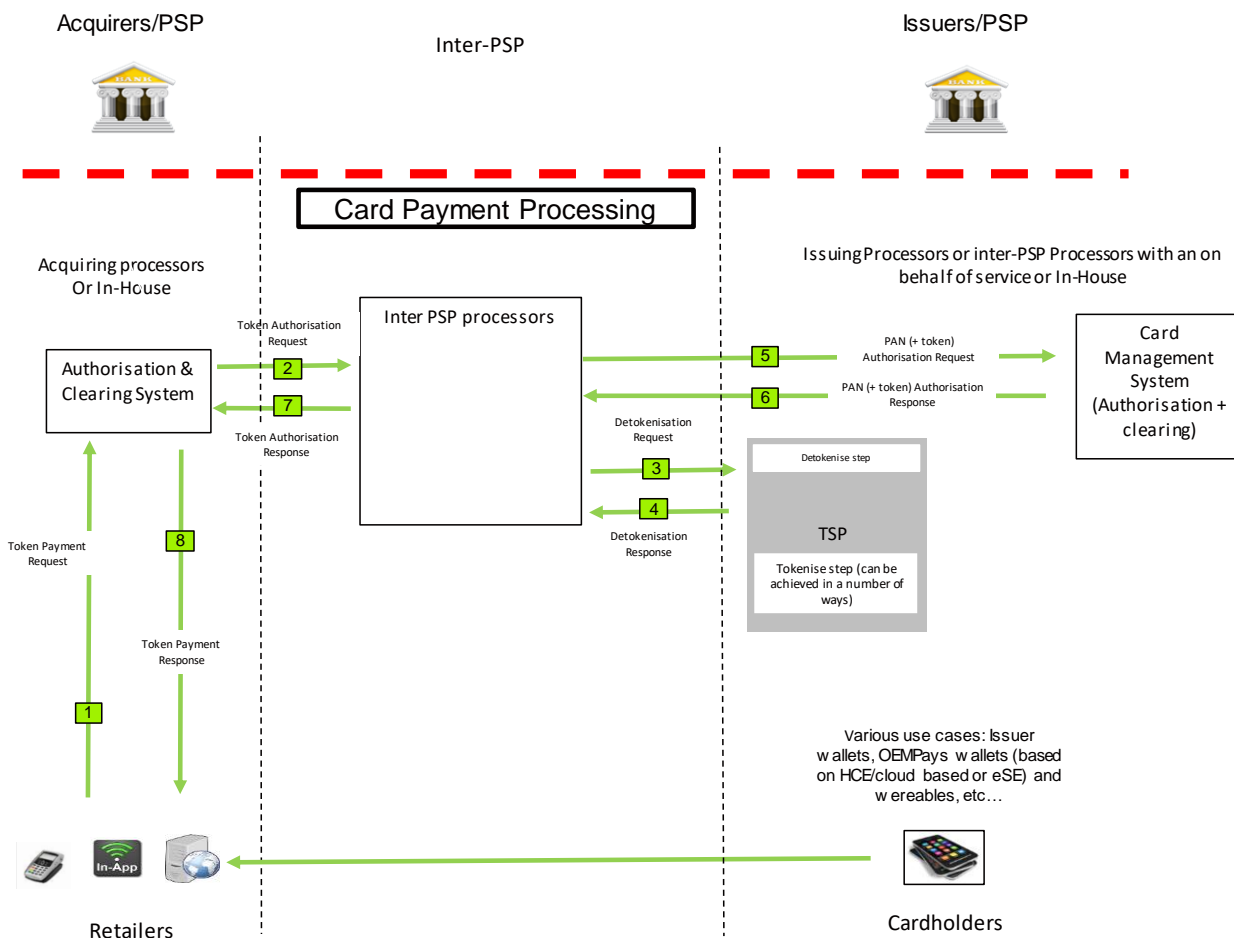 Acquirers/PSP
Inter-PSP
Issuers/PSP
BANK
BANK
Card Payment Processing
Acquiring processors
Or In-House
Issuing Processors or inter-PSP Processors with an on
behalf of service or In-House
Token Authorisation
Request
2
7
Token Authorisation
Response
Authorisation &
Clearing System
Inter PSP processors
5
PAN (+ token)
Authorisation Request
6
PAN (+ token) Authorisation
Response
Card
Management
System
(Authorisation +
clearing)
Detokenisation
Request
3
4
Detokenisation
Response
Detokenise step
TSP
Tokenise step (can be
achieved in a number of
ways)
Token Payment
Request
8
Token Payment
Response
1
Various use cases: Issuer
wallets, OEMPays wallets (based
on HCE/cloud based or eSE) and
wereables, etc…
In-App
Retailers
Cardholders